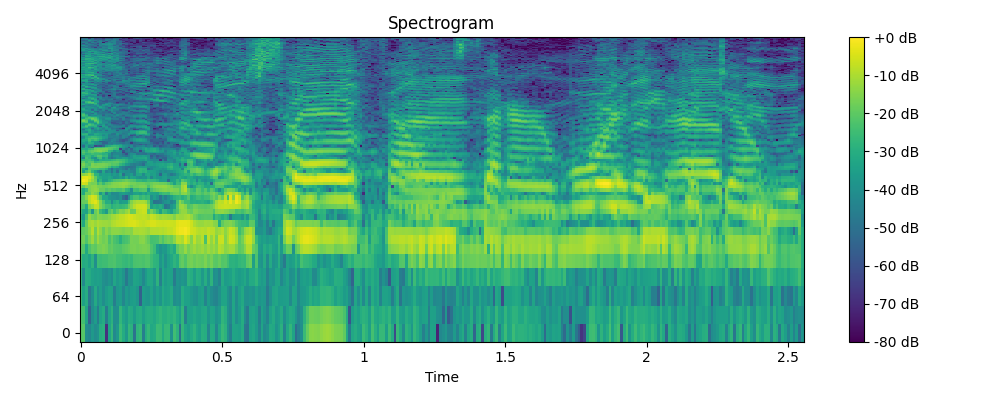 Spectrogram
4096
2048
1024
512
256
128
64
0
Hz
0
0.5
1
1.5
2
2.5
Time
+0 dB
-10 dB
-20 dB
-30 dB
-40 dB
-50 dB
-60 dB
-70 dB
-80 dB